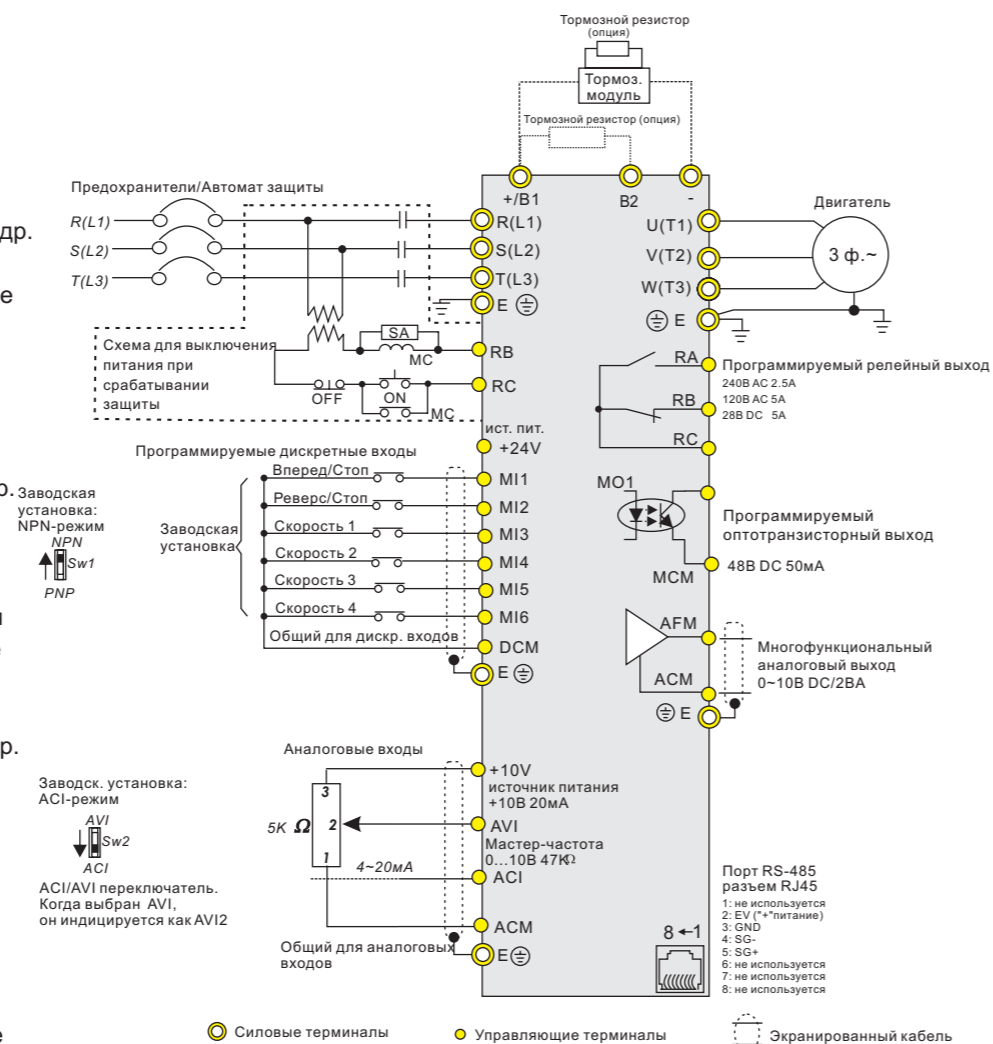 Тормозной резистор
(опция)
Тормоз.
модуль
Тормозной резистор (опция)
+/B1
B2
-
Предохранители/Автомат защиты
R(L1)
S(L2)
T(L3)
R(L1)
S(L2)
T(L3)
E
др.
е
Схема для выключения
питания при
срабатывании
защиты
SA
MC
OFF
ON
MC
RB
RC
U(T1)
V(T2)
W(T3)
E
Двигатель
3 ф.~
RA
RB
RC
Программируемый релейный выход
240В AC 2.5A
120В AC 5A
28В DC 5A
ист. пит.
+24V
Программируемые дискретные входы
Вперед/Стоп
Реверс/Стоп
Скорость 1
Скорость 2
Скорость 3
Скорость 4
Общий для дискр. входов
Заводская
установка
MI1
MI2
MI3
MI4
MI5
MI6
DCM
E
р.
Заводская
установка:
NPN-режим
NPN
Sw1
PNP
MO1
MCM
Программируемый
оптотранзисторный выход
48В DC 50мА
AFM
ACM
E
Многофункциональный
аналоговый выход
0~10В DC/2ВА
р.
Заводск. установка:
ACI-режим
AVI
Sw2
ACI
ACI/AVI переключатель.
Когда выбран AVI,
он индицируется как AVI2
Аналоговые входы
3
2
1
5K Ω
4~20мА
Общий для аналоговых
входов
+10V
источник питания
+10В 20мА
AVI
Мастер-частота
0...10В 47KΩ
ACI
ACM
E
8 1
Порт RS-485
разъем RJ45
1: не используется
2: EV ("+"питание)
3: GND
4: SG-
5: SG+
6: не используется
7: не используется
8: не используется
е
Силовые терминалы
Управляющие терминалы
Экранированный кабель